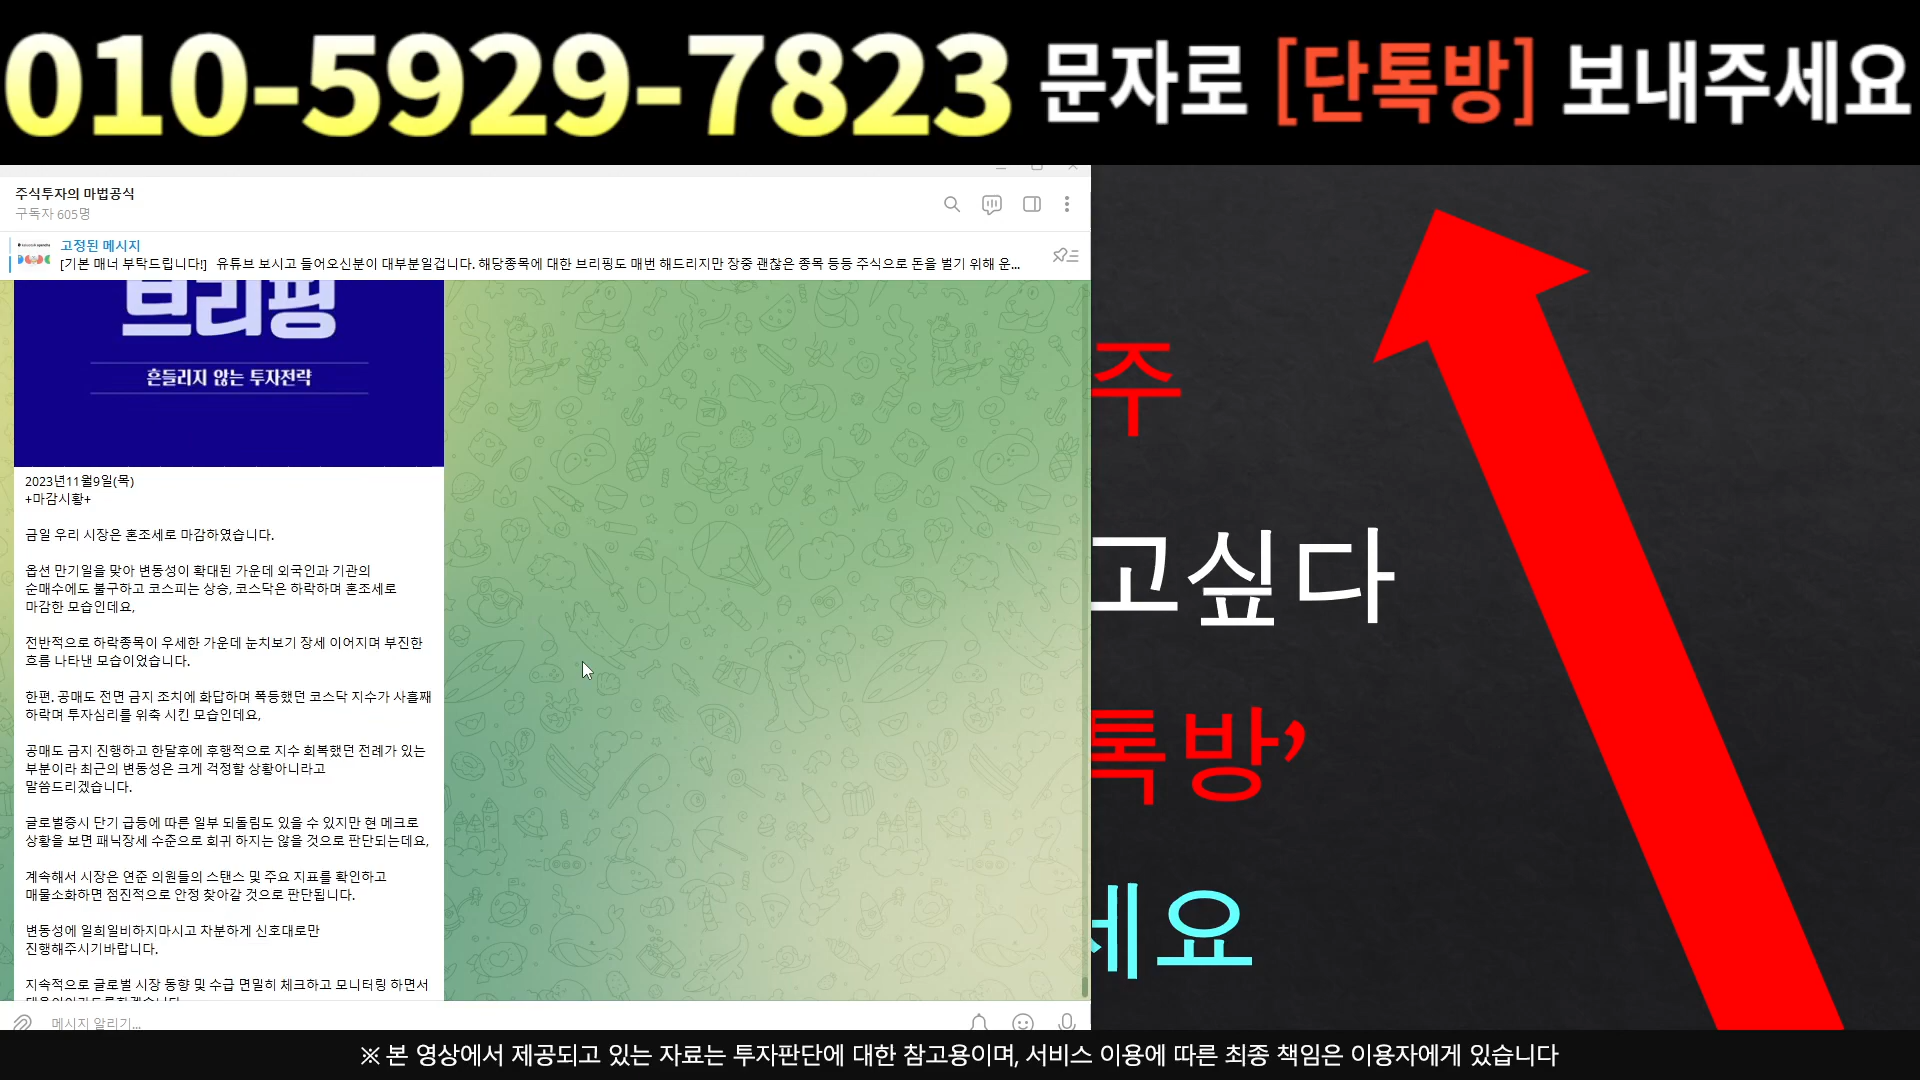 010-5929-7823 문자로 [단톡방] 보내주세요
주식투자의 마법공식
구독자 605명
고정된 메시지
[기본 매너 부탁드립니다!] 유튜브 보시고 들어오신분이 대부분일겁니다. 해당종목에 대한 브리핑도 매번 해드리지만 장중 괜찮은 종목 등등 주식으로 돈을 벌기 위해 운...
브리핑
흔들리지 않는 투자전략
2023년11월9일(목)
+마감시황+
금일 우리 시장은 혼조세로 마감하였습니다.
옵션 만기일을 맞아 변동성이 확대된 가운데 외국인과 기관의
순매수에도 불구하고 코스피는 상승, 코스닥은 하락하며 혼조세로
마감한 모습인데요,
전반적으로 하락종목이 우세한 가운데 눈치보기 장세 이어지며 부진한
흐름 나타낸 모습이었습니다.
한편. 공매도 전면 금지 조치에 화답하며 폭등했던 코스닥 지수가 사흘째
하락며 투자심리를 위축 시킨 모습인데요,
공매도 금지 진행하고 한달후에 후행적으로 지수 회복했던 전례가 있는
부분이라 최근의 변동성은 크게 걱정할 상황아니라고
말씀드리겠습니다.
글로벌증시 단기 급등에 따른 일부 되돌림도 있을 수 있지만 현 메크로
상황을 보면 패닉장세 수준으로 회귀 하지는 않을 것으로 판단되는데요,
계속해서 시장은 연준 의원들의 스탠스 및 주요 지표를 확인하고
매물소화하면 점진적으로 안정 찾아갈 것으로 판단됩니다.
변동성에 일희일비하지마시고 차분하게 신호대로만
진행해주시기바랍니다.
지속적으로 글로벌 시장 동향 및 수급 면밀히 체크하고 모니터링 하면서
메시지 알리기...
주
고싶다
톡방’
세요
※ 본 영상에서 제공되고 있는 자료는 투자판단에 대한 참고용이며, 서비스 이용에 따른 최종 책임은 이용자에게 있습니다